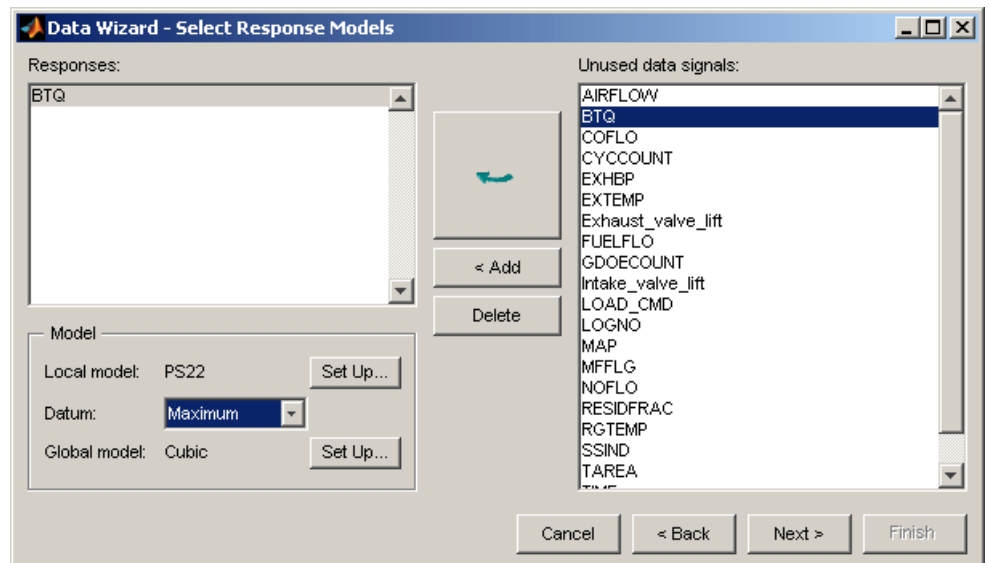 Data Wizard - Select Response Models
Responses:
BTQ
< Add
Delete
Model
Local model: PS22 Set Up...
Datum: Maximum
Global model: Cubic Set Up...
Unused data signals:
AIRFLOW
BTQ
COFLO
CYCCOUNT
EXHBP
EXTEMP
Exhaust_valve_lift
FUELFLO
GDOECOUNT
Intake_valve_lift
LOAD_CMD
LOGNO
MAP
MFFLG
NOFLO
RESIDFRAC
RGTEMP
SSIND
TAREA
Cancel < Back Next > Finish